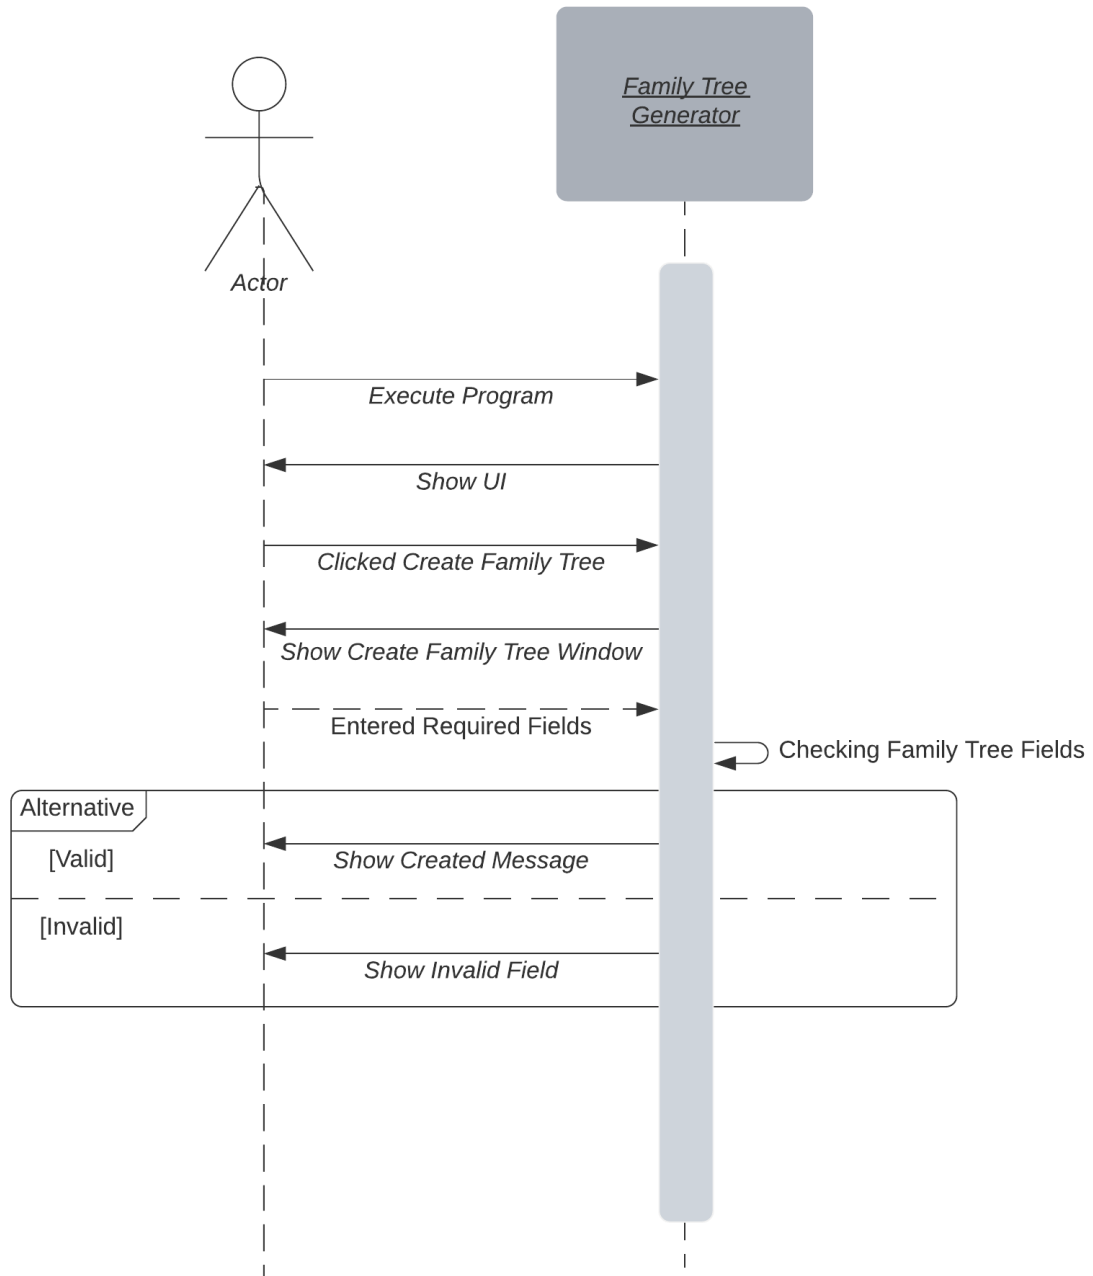 Family Tree
Generator
Actor
Execute Program
Show UI
Clicked Create Family Tree
Show Create Family Tree Window
Entered Required Fields
Checking Family Tree Fields
Alternative
[Valid]
Show Created Message
[Invalid]
Show Invalid Field